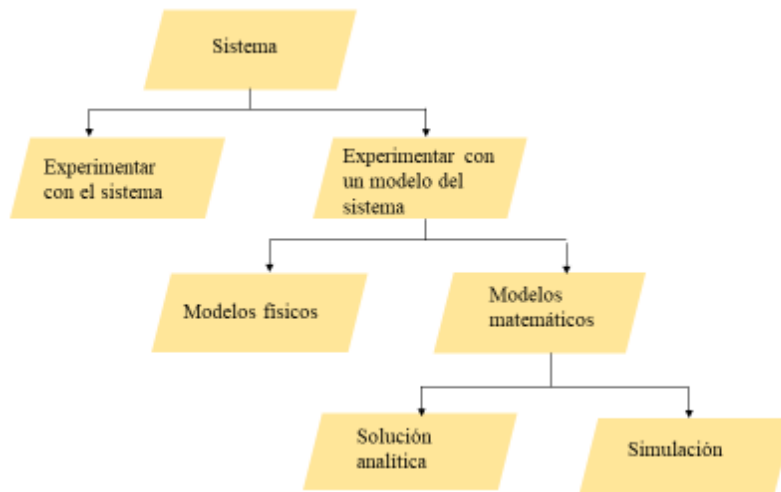 Sistema
Experimentar
con el sistema
Experimentar con
un modelo del
sistema
Modelos físicos
Modelos
matemáticos
Solución
analítica
Simulación